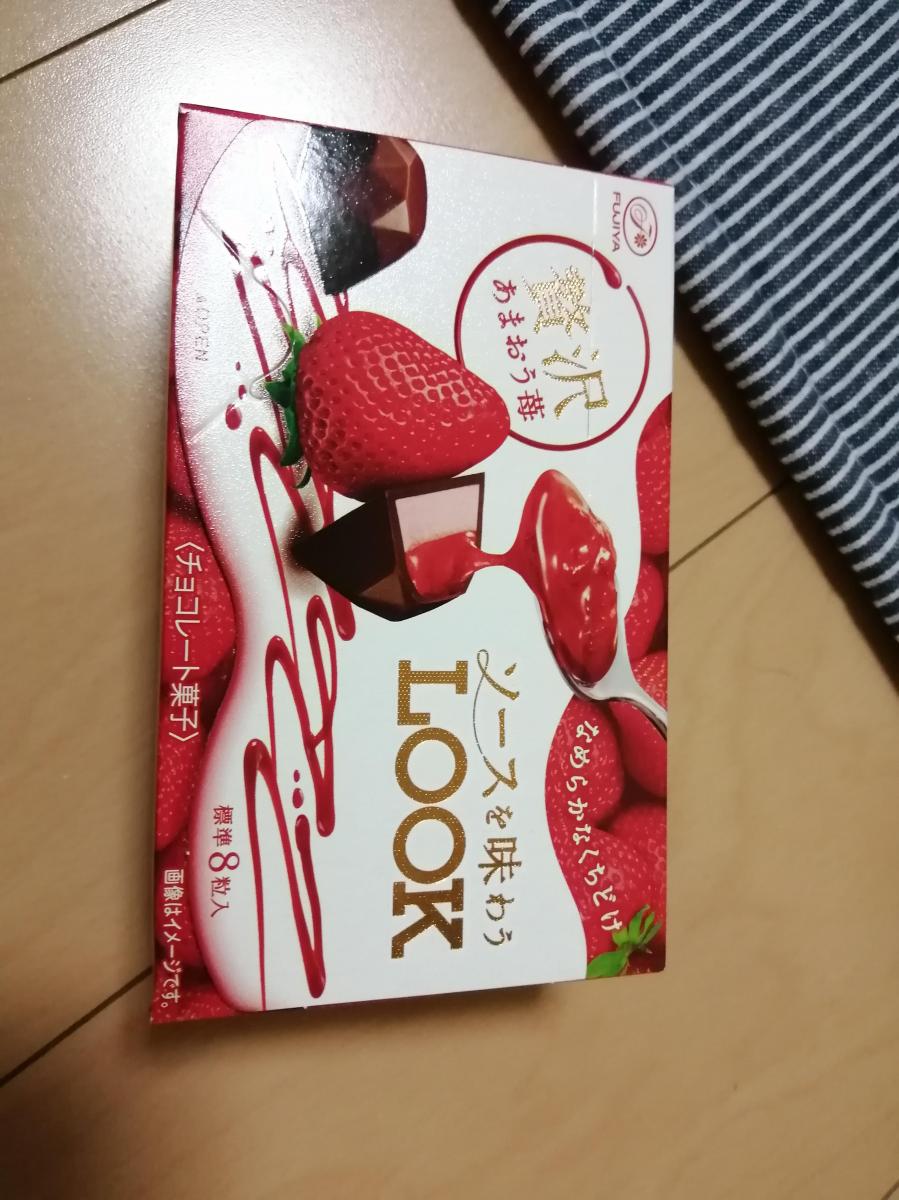 FUJIYA
贅沢
あまおう苺
なめらかなくちどけ
ソースを味わう
LOOK
OPEN
標準8粒入
〈チョコレート菓子〉
画像はイメージです。